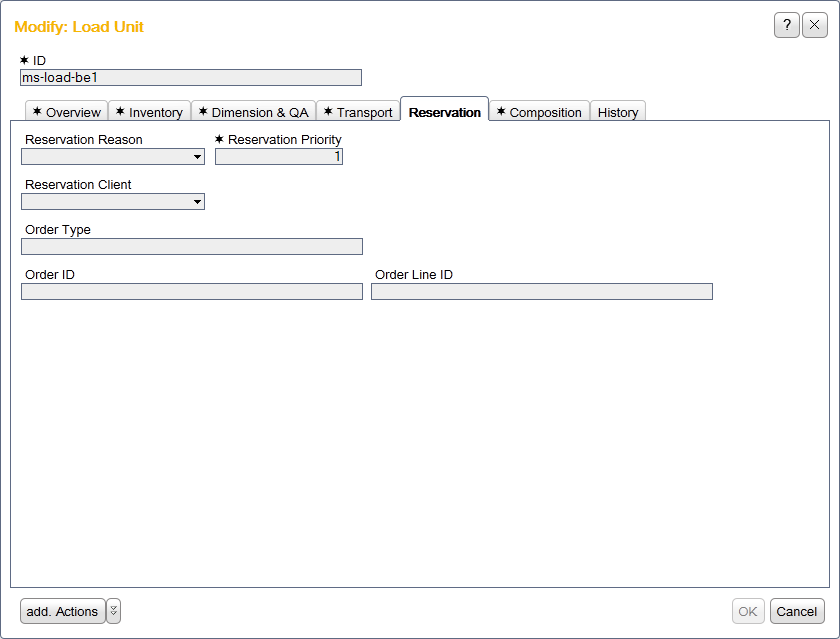 Modify: Load Unit
?
✶ ID
ms-load-be1
✶ Overview ✶ Inventory ✶ Dimension & QA ✶ Transport Reservation ✶ Composition History
Reservation Reason ✶ Reservation Priority
1
Reservation Client
Order Type
Order ID Order Line ID
add. Actions OK Cancel